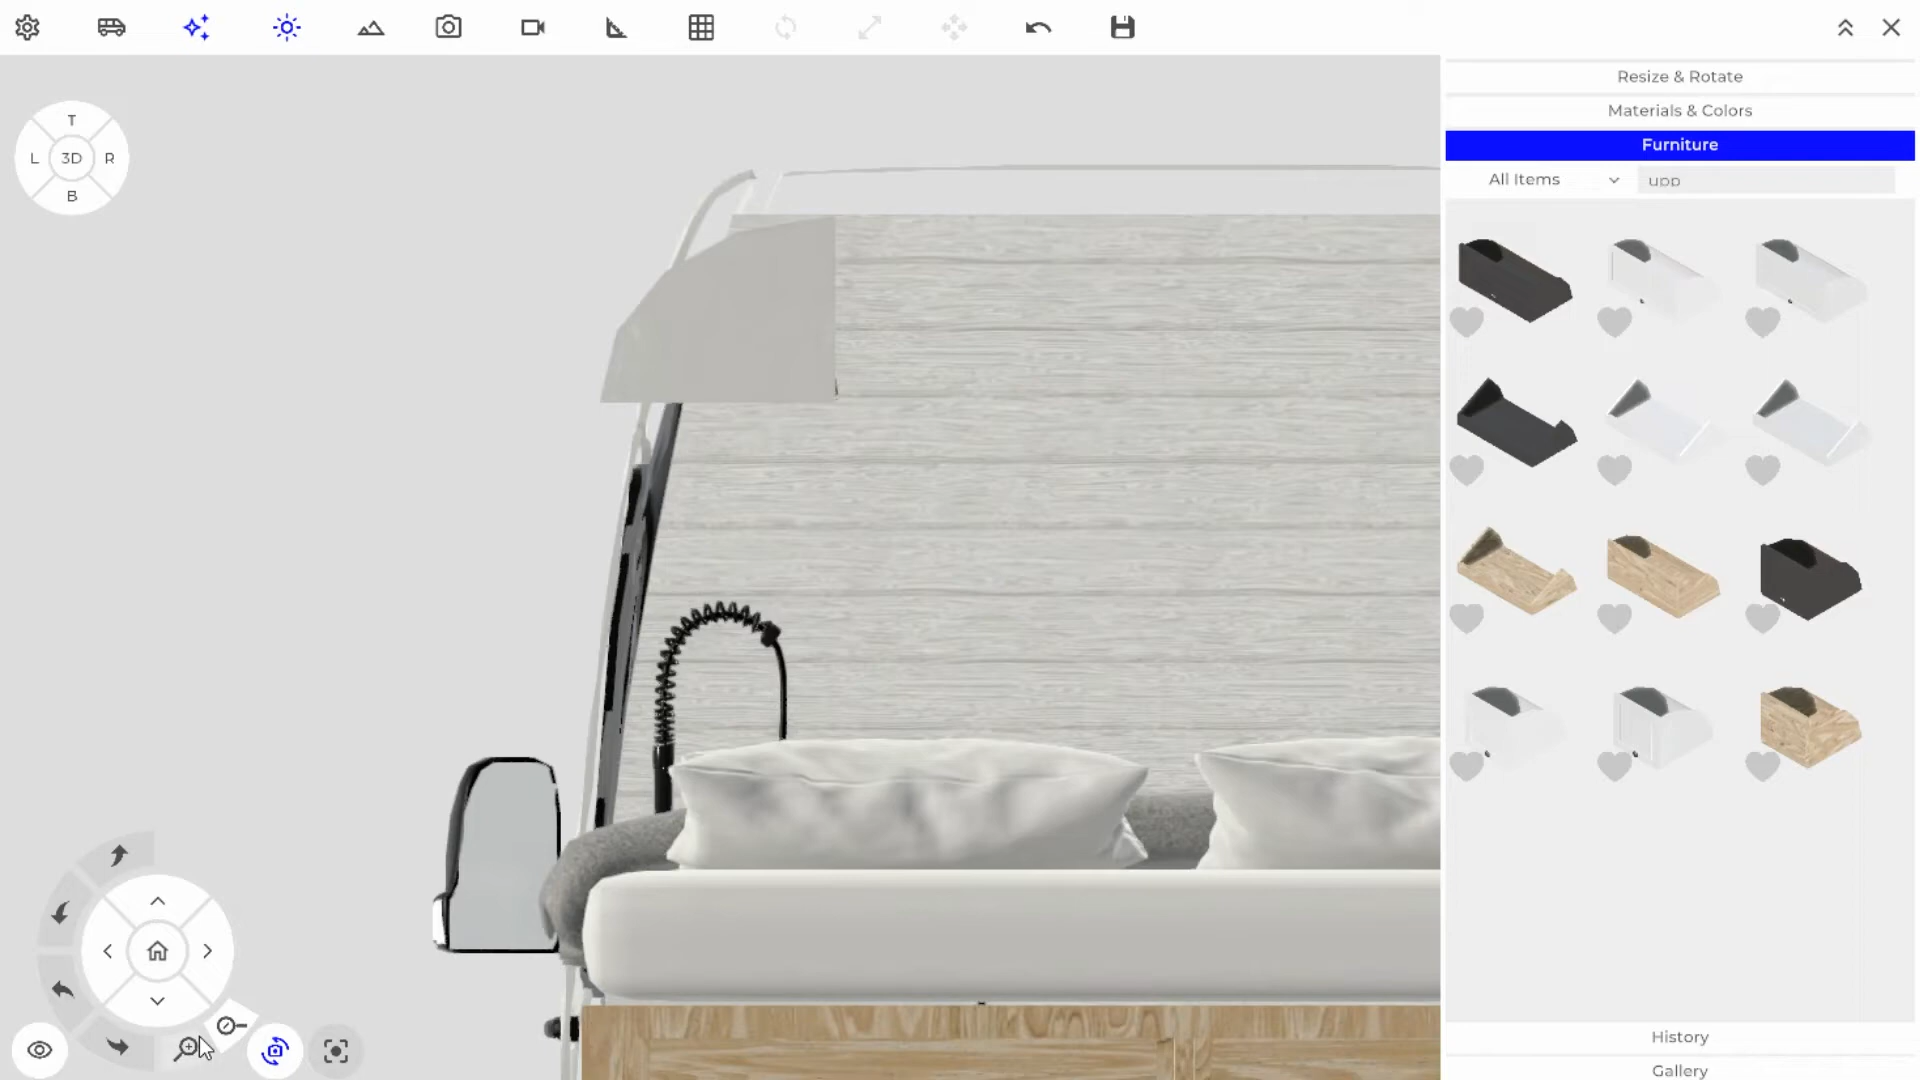 T
L 3D R
B
Resize & Rotate
Materials & Colors
Furniture
All Items
upp
History
Gallery